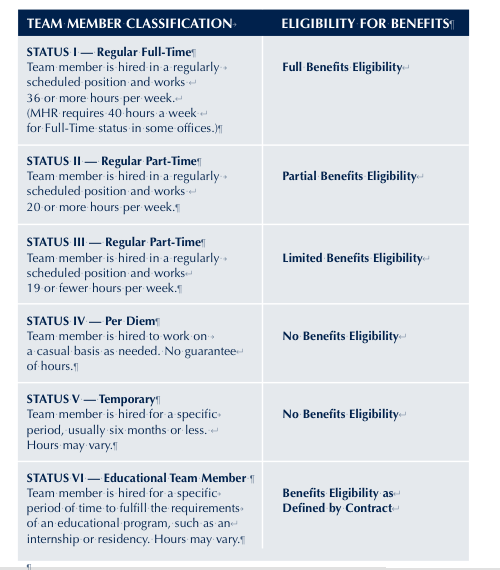 TEAM MEMBER CLASSIFICATION
ELIGIBILITY FOR BENEFITS
STATUS I — Regular Full-Time
Team member is hired in a regularly
scheduled position and works
36 or more hours per week.
(MHR requires 40 hours a week
for Full-Time status in some offices.)
Full Benefits Eligibility
STATUS II — Regular Part-Time
Team member is hired in a regularly
scheduled position and works
20 or more hours per week.
Partial Benefits Eligibility
STATUS III — Regular Part-Time
Team member is hired in a regularly
scheduled position and works
19 or fewer hours per week.
Limited Benefits Eligibility
STATUS IV — Per Diem
Team member is hired to work on
a casual basis as needed. No guarantee
of hours.
No Benefits Eligibility
STATUS V — Temporary
Team member is hired for a specific
period, usually six months or less.
Hours may vary.
No Benefits Eligibility
STATUS VI — Educational Team Member
Team member is hired for a specific
period of time to fulfill the requirements
of an educational program, such as an
internship or residency. Hours may vary.
Benefits Eligibility as
Defined by Contract